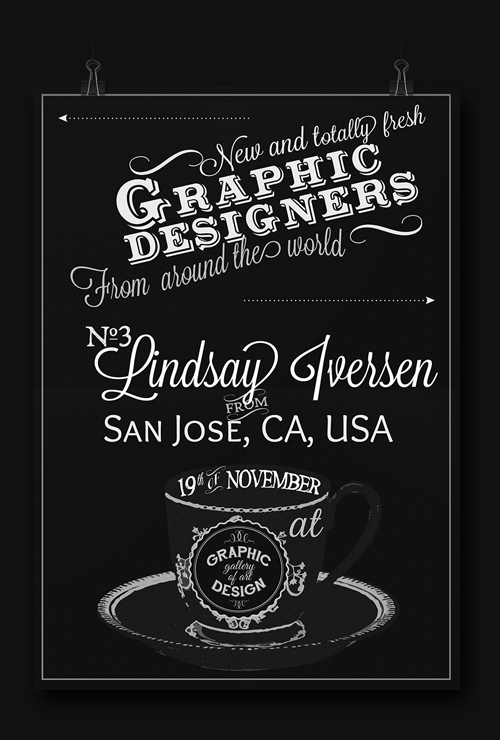 New and totally fresh
GRAPHIC
DESIGNERS
From around the world
Nº3
Lindsay Iversen
FROM
SAN JOSE, CA, USA
19th of NOVEMBER
at
GRAPHIC
gallery
of art
DESIGN